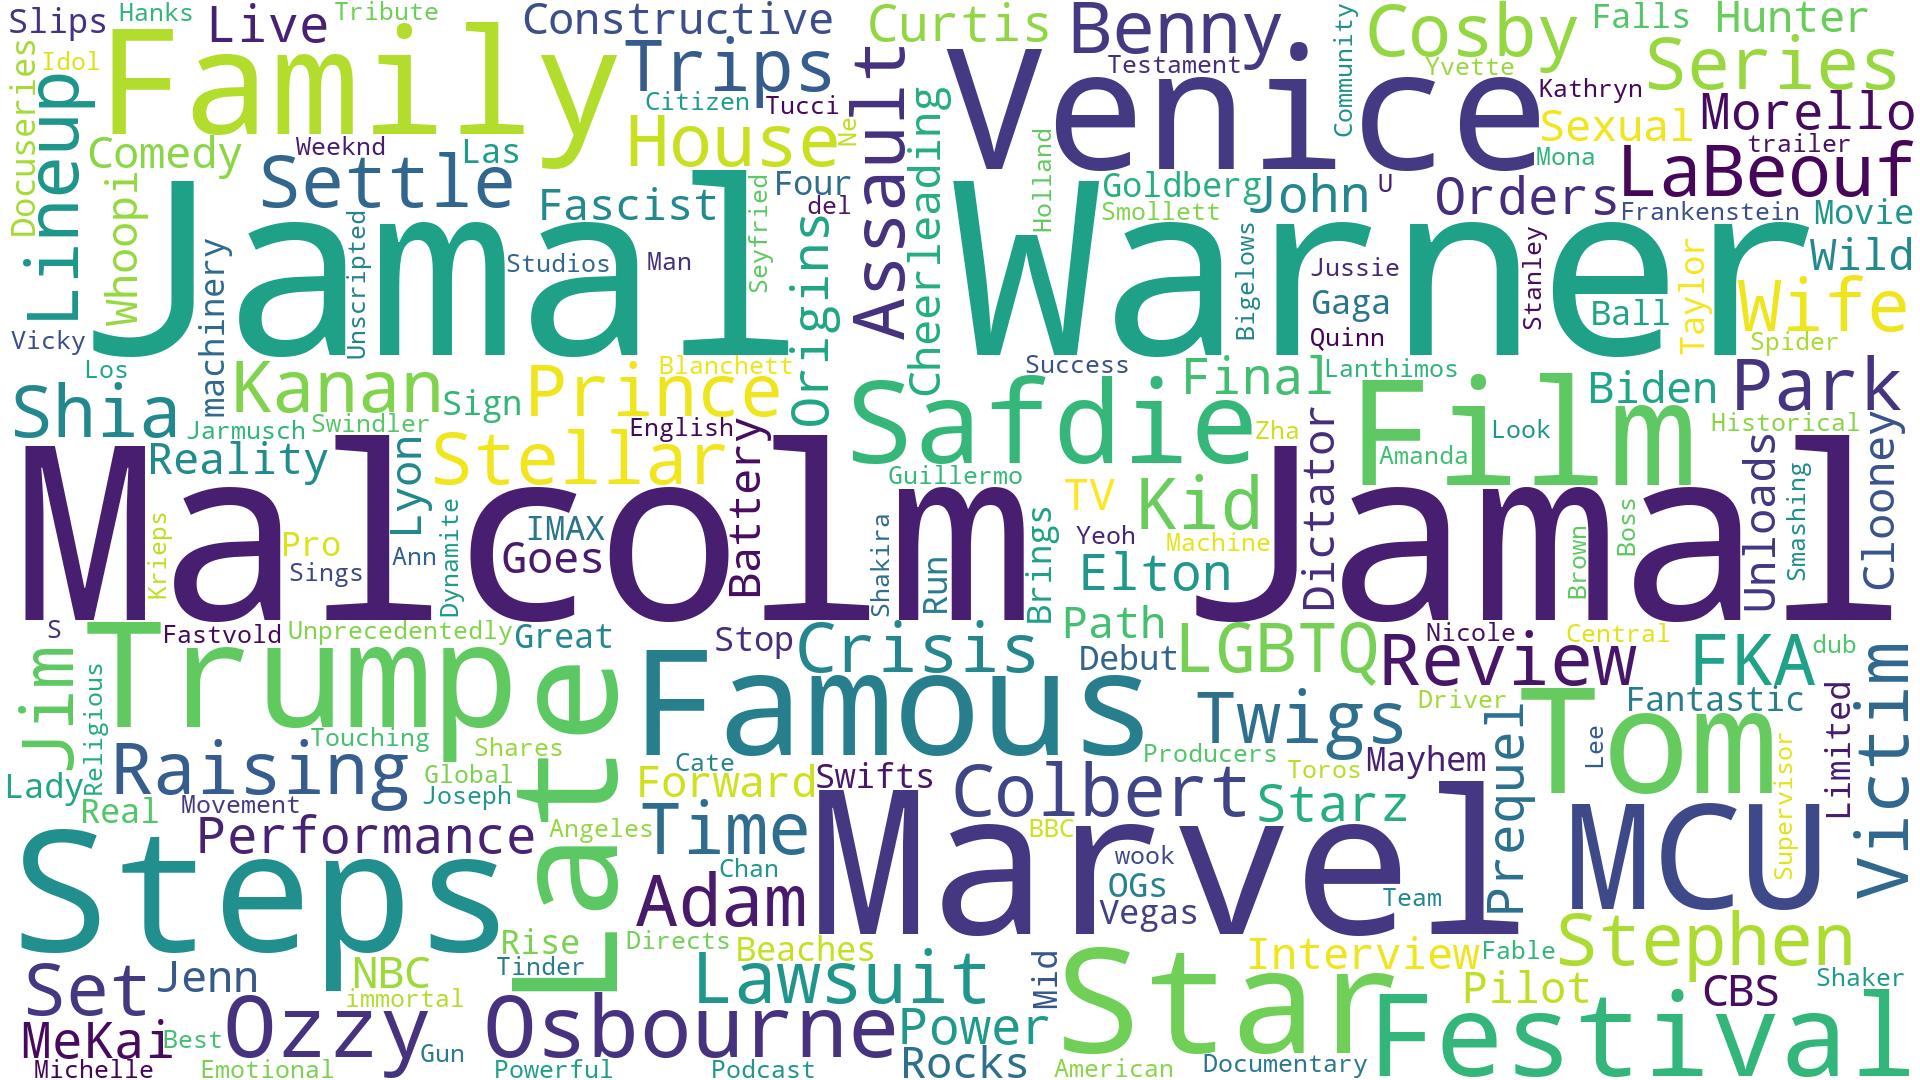 Slips
Hanks
Tribute
Live
Constructive
Curtis
Benny
Community
Cosby
Falls
Hunter
Docuseries
Idol
Family
Trips
Assault
Venice
Testament
Yvette
Series
Lineup
Citizen
Tucci
Cheerleading
Kathryn
Sexual
Morello
Comedy
Weeknd
Las
House
Ne
Holland
Mona
trailer
LaBeouf
Whoopi
Settle
Fascist
Four
del
Goldberg
Smollett
John
U
Orders
Frankenstein
Movie
Jamal
Warner
machinery
Unscripted
Studios
Man
Seyfried
Origins
Bigelows
Jussie
Gaga
Quinn
Stanley
Ball
Taylor
Wild
Wife
Spider
Vicky
Los
Shia
Kanan
Sign
Prince
Blanchett
Success
Safdie
Final
Lanthimos
Film
Biden
Park
Jarmusch
Swindler
English
Stellar
Reality
Lyon
Battery
Guillermo
Zha
Dictator
Amanda
Look
Historical
Unloads
Clooney
Malcolm
Jamal
Krieps
Pro
Sings
Ann
Dynamite
IMAX
Goes
Shakira
Run
Brings
TV
Kid
Yeoh
Machine
Elton
Brown
Boss
Smashing
S
Fastvold
Unprecedentedly
Great
Stop
Crisis
Path
Debut
LGBTQ
Review
Nicole
Central
FKA
dub
Jim
Religious
Trump
Touching
Shares
Late
Famous
Twigs
Driver
Tom
Fantastic
Lee
Limited
Victim
Raising
Global
Joseph
Cate
Forward
Swifts
Colbert
Producers
Toros
Mayhem
Starz
Prequel
Supervisor
Lady
Real
Movement
Performance
Angeles
Time
Marvel
BBC
wook
OGs
Vegas
Team
MCU
Steps
Chan
Adam
Rise
Directs
Beaches
Tinder
Interview
Fable
Stephen
Set
Jenn
NBC
immortal
Lawsuit
Mid
Star
Pilot
CBS
Shaker
MeKai
Best
Ozzy
Gun
Osbourne
Power
Rocks
Festival
Michelle
Emotional
Powerful
Podcast
American
Documentary